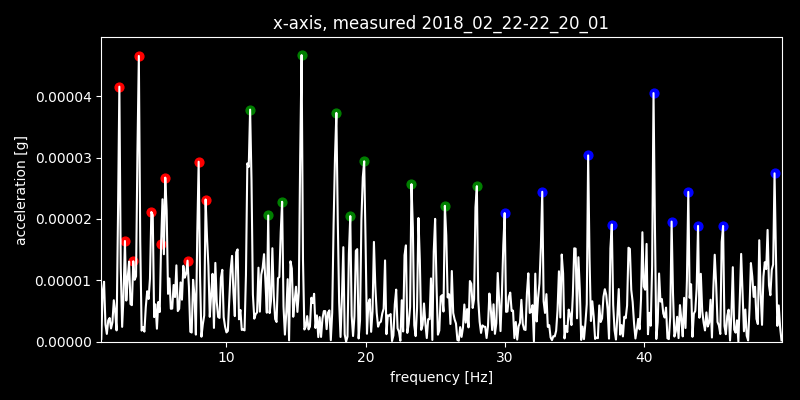 x-axis, measured 2018_02_22-22_20_01
acceleration [g]
0.00004
0.00003
0.00002
0.00001
0.00000
10 20 30 40
frequency [Hz]